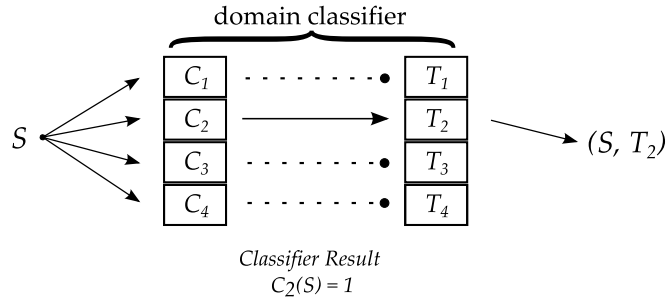 domain classifier
C1 T1
S C2 T2 (S, T2)
C3 T3
C4 T4
Classifier Result
C2(S) = 1